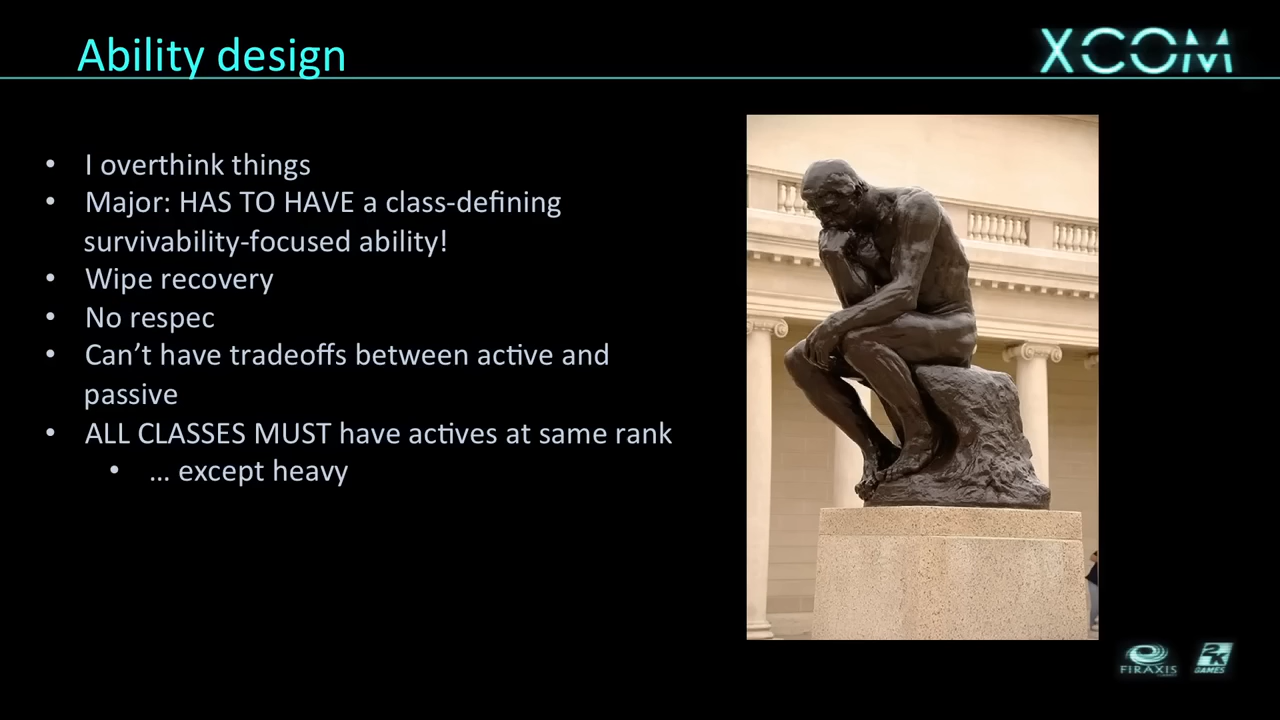 Ability design
XCOM
• I overthink things
• Major: HAS TO HAVE a class-defining
survivability-focused ability!
• Wipe recovery
• No respec
• Can’t have tradeoffs between active and
passive
• ALL CLASSES MUST have actives at same rank
• … except heavy
FIRAXIS
2K
GAMES